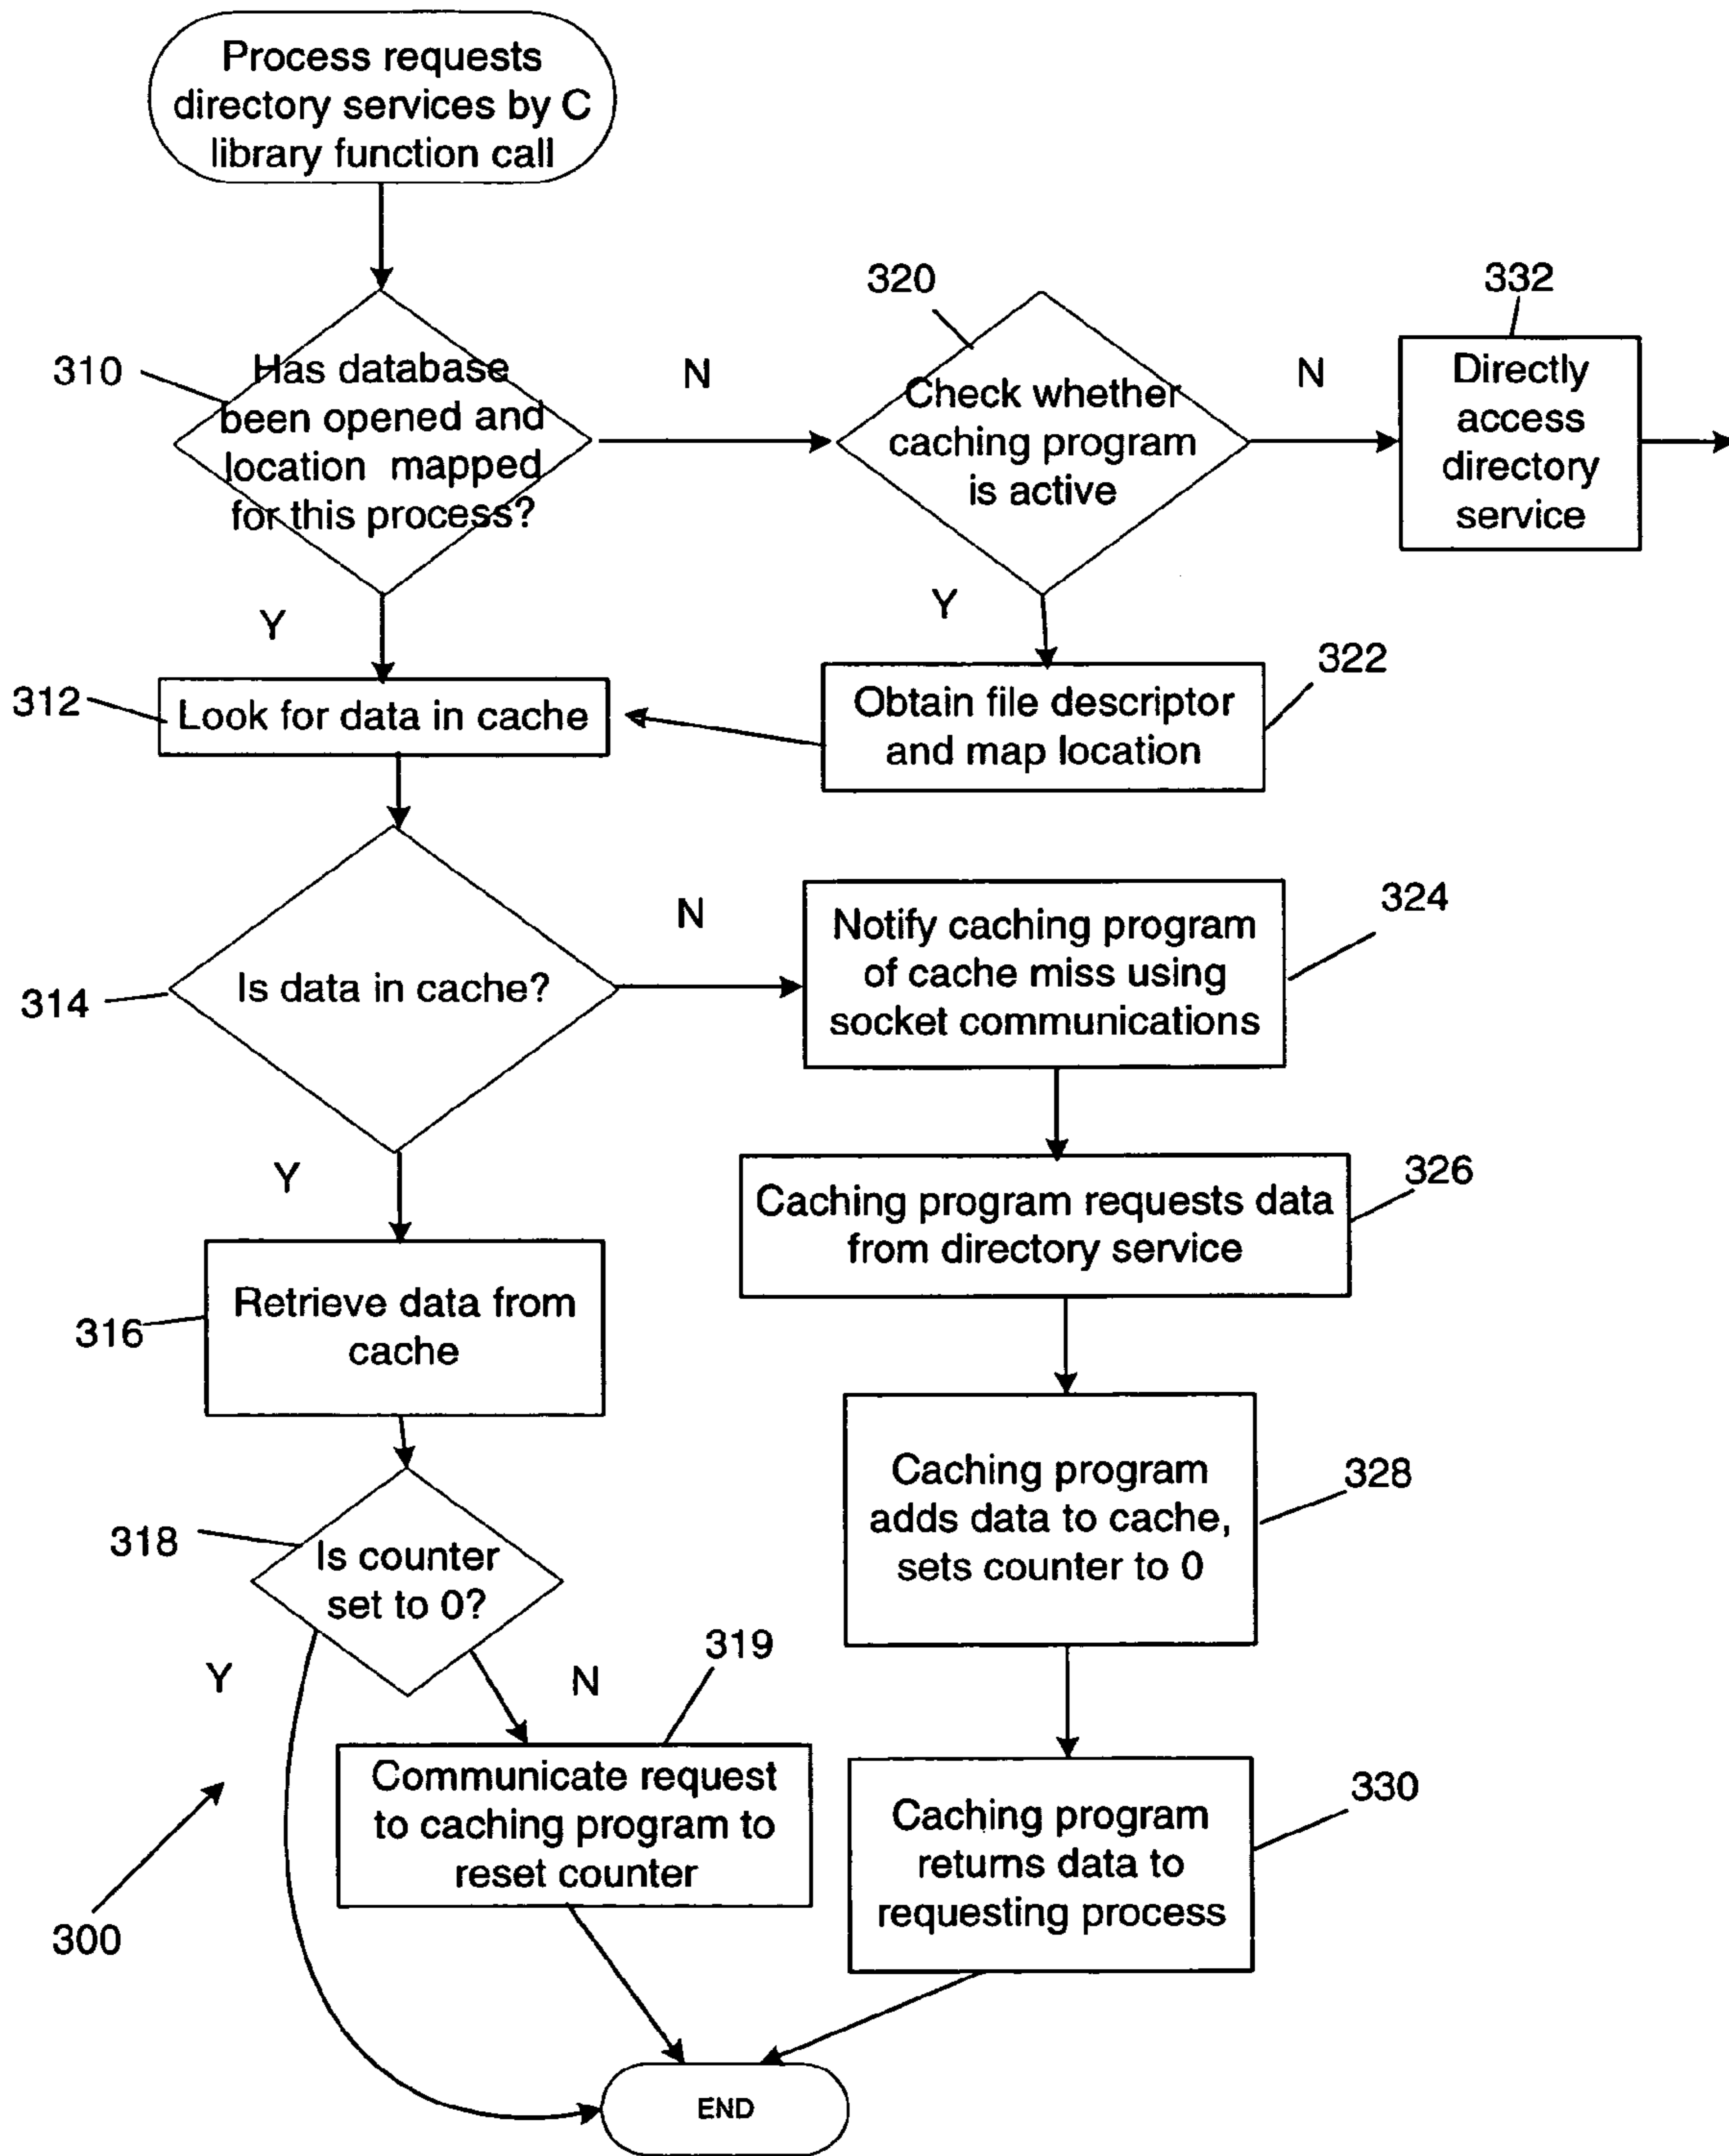 Process requests
directory services by C
library function call
320
332
310
Has database
been opened and
location mapped
for this process?
N
Check whether
caching program
is active
N
Directly
access
directory
service
Y
Y
322
312
Look for data in cache
Obtain file descriptor
and map location
314
Is data in cache?
N
Notify caching program
of cache miss using
socket communications
324
Y
326
Caching program requests data
from directory service
316
Retrieve data from
cache
328
Caching program
adds data to cache,
sets counter to 0
318
Is counter
set to 0?
319
Y
N
Communicate request
to caching program to
reset counter
330
Caching program
returns data to
requesting process
300
END